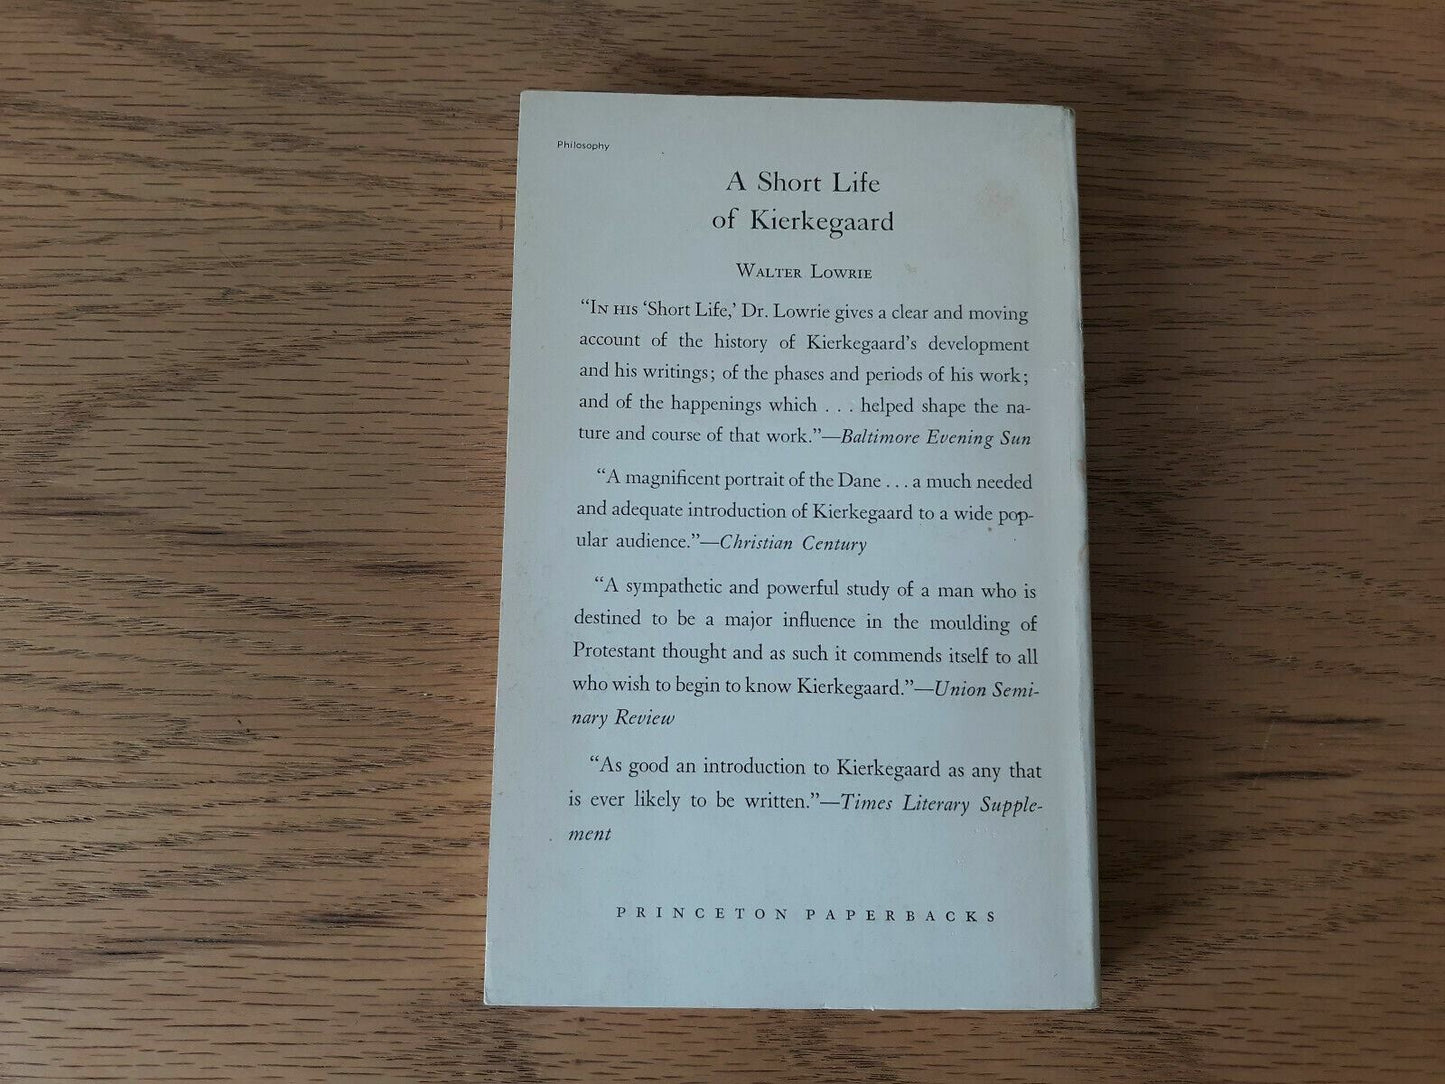 Philosophy
A Short Life
of Kierkegaard
WALTER LOWRIE
“IN HIS ‘Short Life,’ Dr. Lowrie gives a clear and moving
account of the history of Kierkegaard’s development
and his writings; of the phases and periods of his work;
and of the happenings which . . . helped shape the na-
ture and course of that work.”—Baltimore Evening Sun
“A magnificent portrait of the Dane . . . a much needed
and adequate introduction of Kierkegaard to a wide pop-
ular audience.”—Christian Century
“A sympathetic and powerful study of a man who is
destined to be a major influence in the moulding of
Protestant thought and as such it commends itself to all
who wish to begin to know Kierkegaard.”—Union Semi-
nary Review
“As good an introduction to Kierkegaard as any that
is ever likely to be written.”—Times Literary Supple-
ment
PRINCETON PAPERBACKS